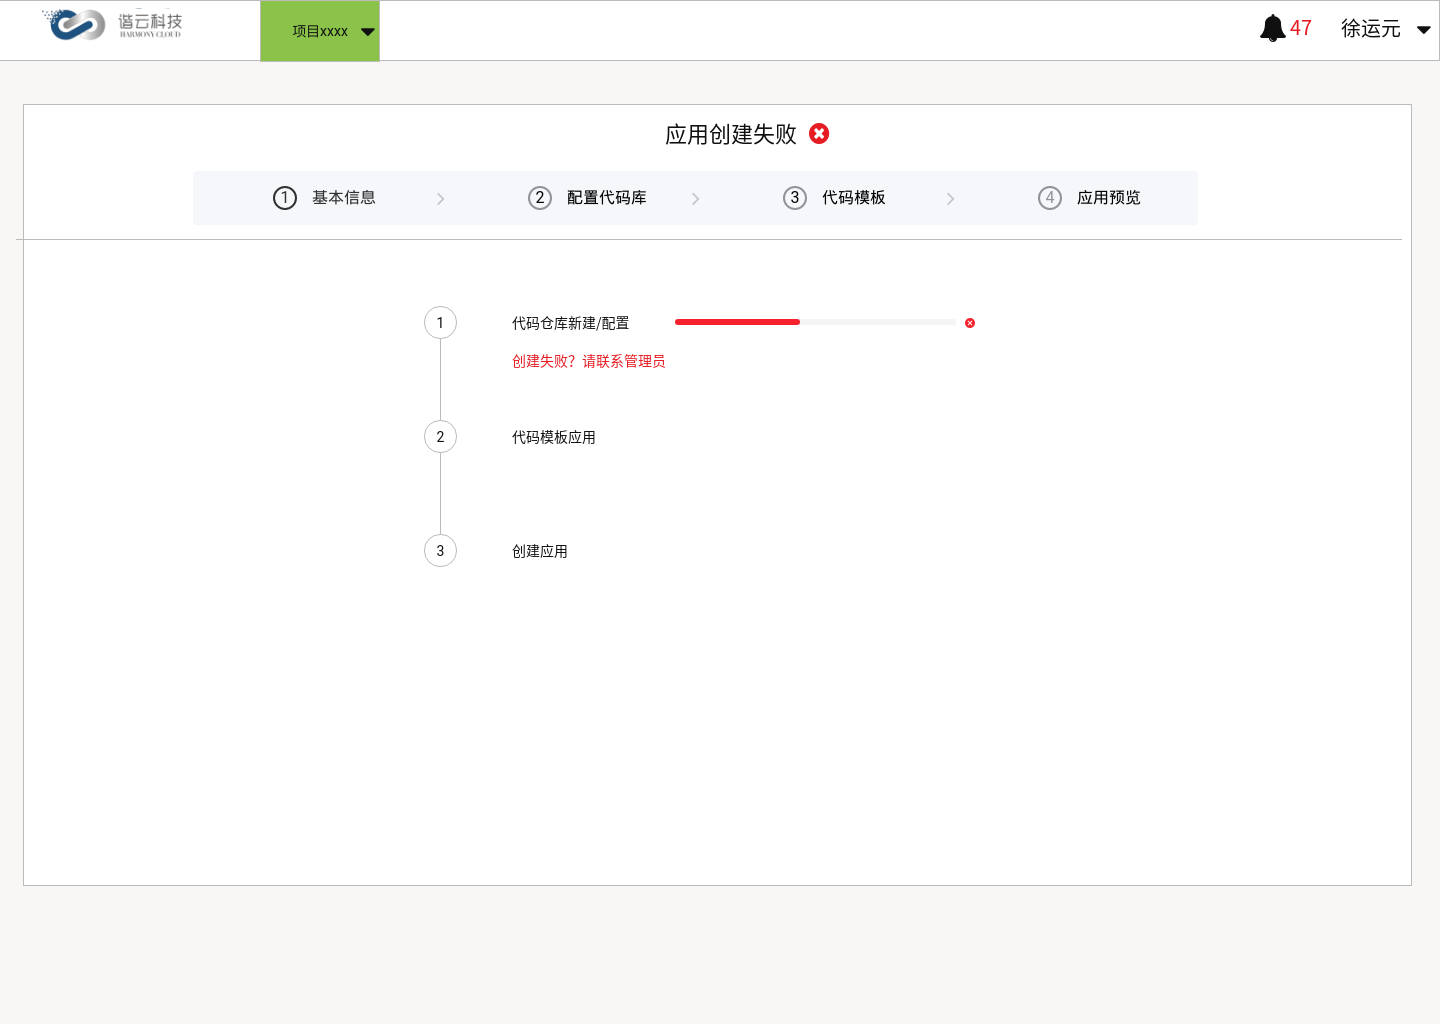 谐云科技
HARMONY CLOUD
项目xxxx
47
徐运元
应用创建失败
1 基本信息
2 配置代码库
3 代码模板
4 应用预览
1 代码仓库新建/配置
创建失败？请联系管理员
2 代码模板应用
3 创建应用